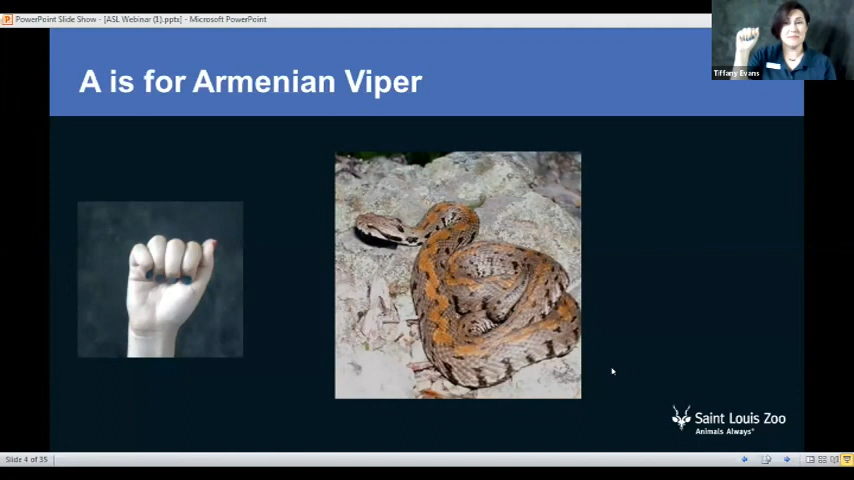 PowerPoint Slide Show - [ASL Webinar (1).pptx] - Microsoft PowerPoint
Tiffany Evans
A is for Armenian Viper
Saint Louis Zoo
Animals Always®
Slide 4 of 35